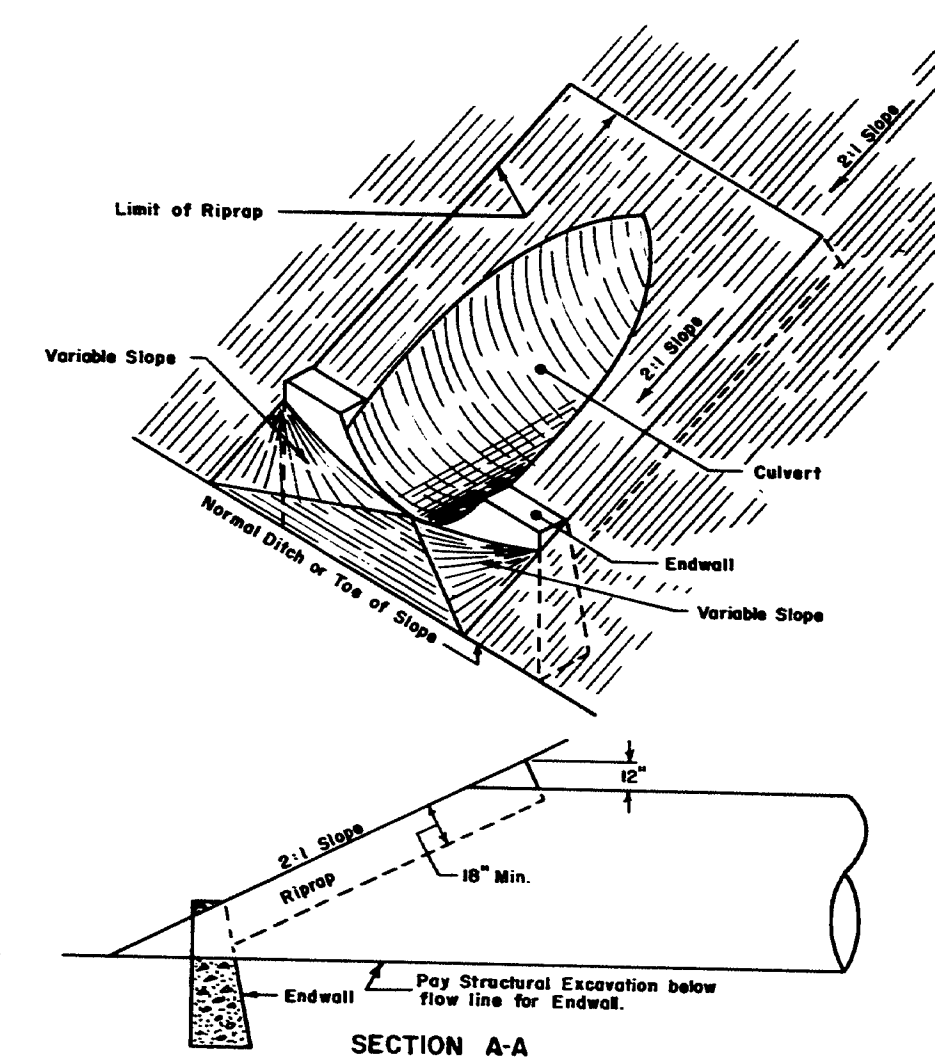 2:1 Slope
Limit of Riprap
2:1 Slope
Variable Slope
Culvert
Normal Ditch or Toe of Slope
Endwall
Variable Slope
12"
2:1 Slope
Riprap
18" Min.
Pay Structural Excavation below
flow line for Endwall.
Endwall
SECTION A-A